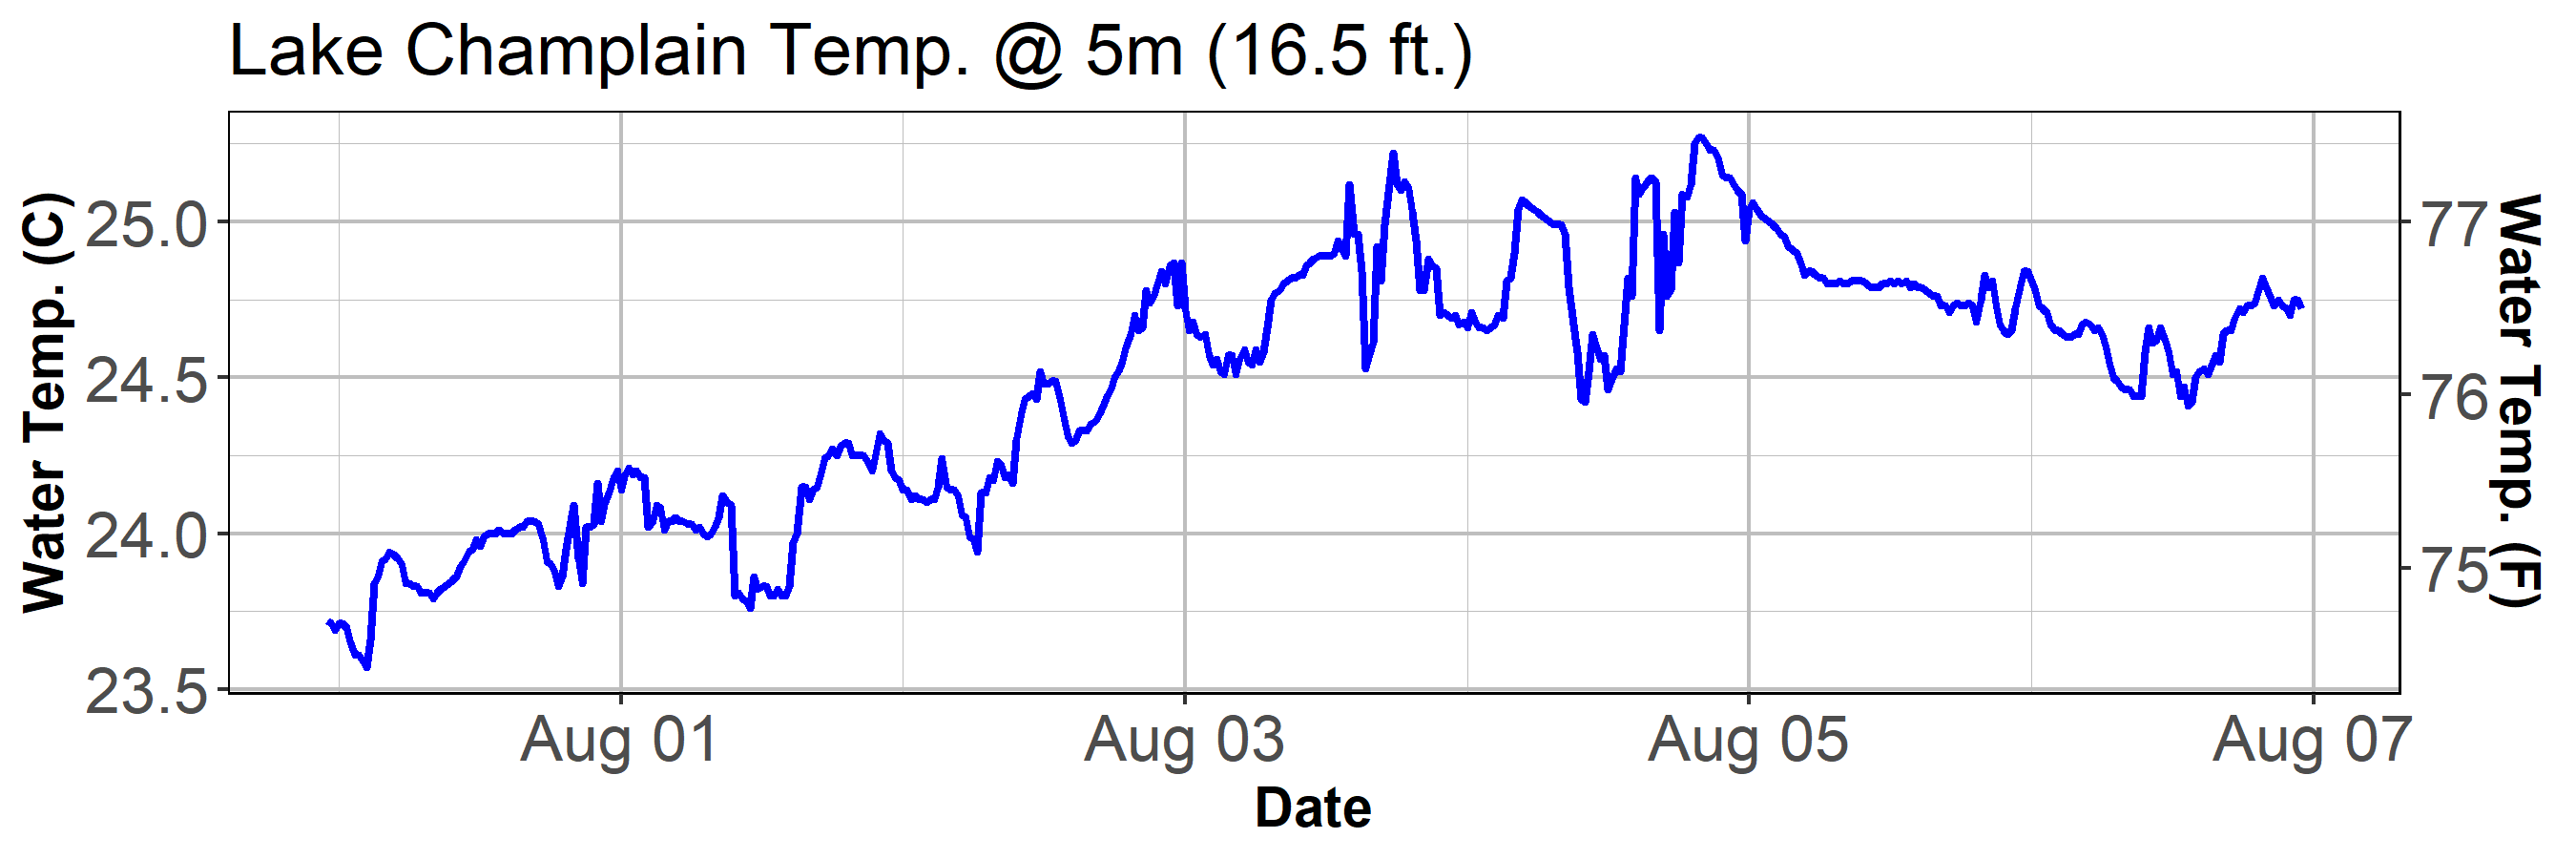 Lake Champlain Temp. @ 5m (16.5 ft.)
Water Temp. (C)
25.0
24.5
24.0
23.5
77
76
75
Water Temp. (F)
Aug 01 Aug 03 Aug 05 Aug 07
Date